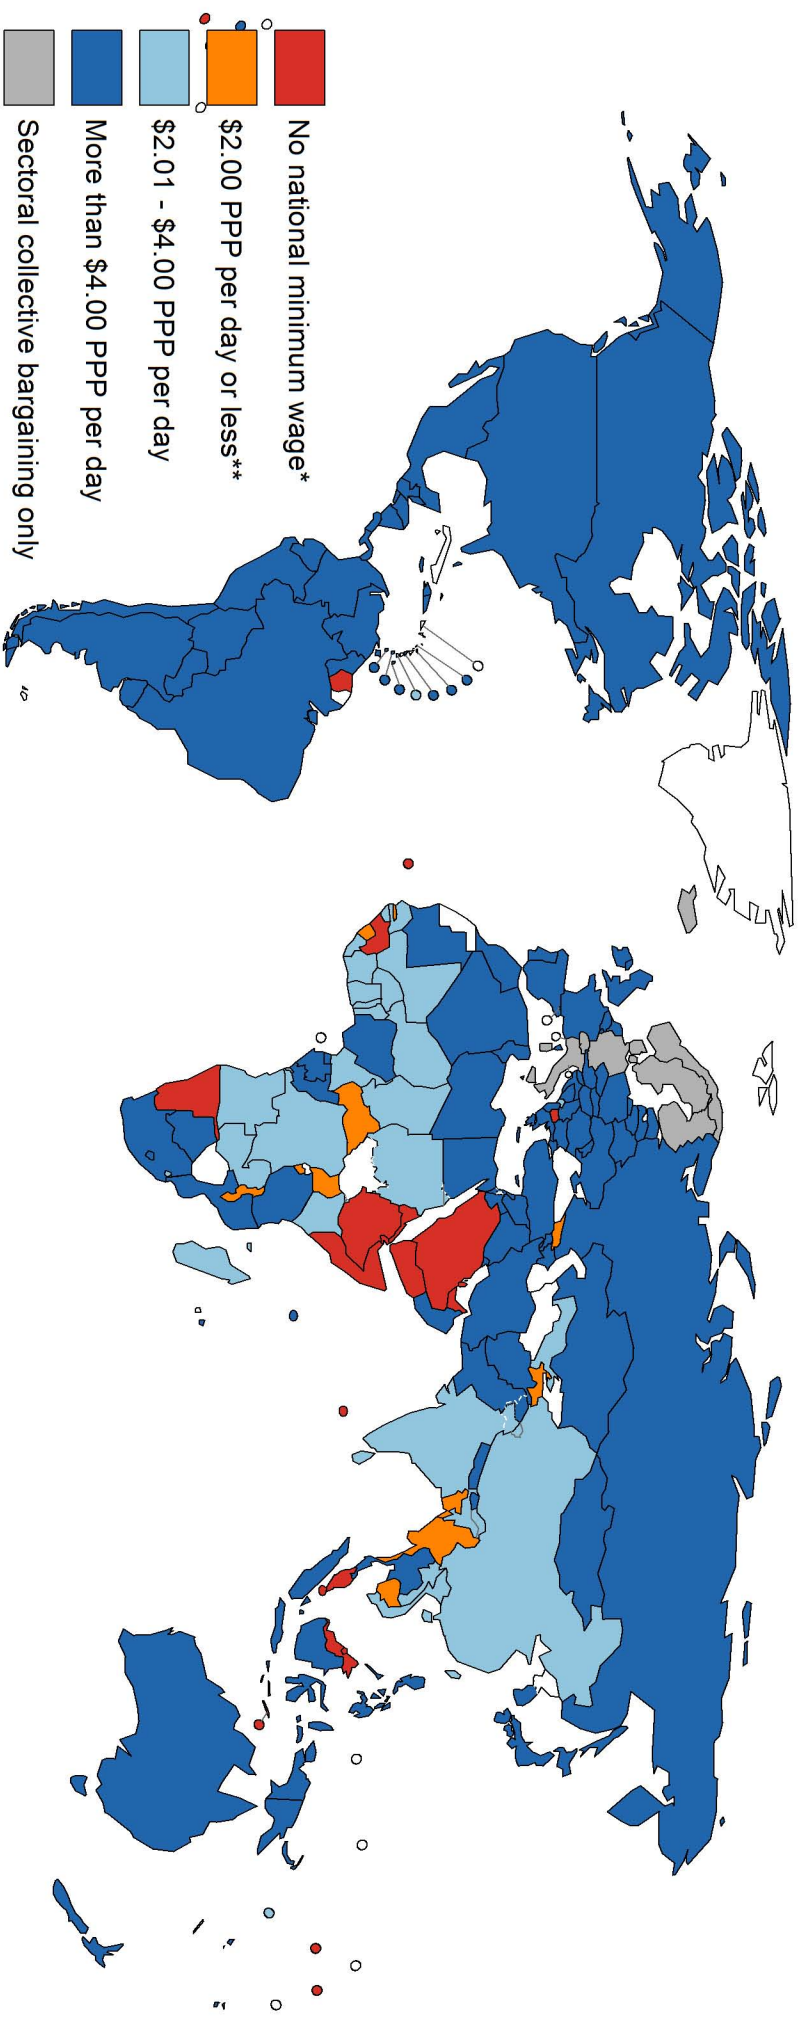 No national minimum wage*
$2.00 PPP per day or less**
$2.01 - $4.00 PPP per day
More than $4.00 PPP per day
Sectoral collective bargaining only